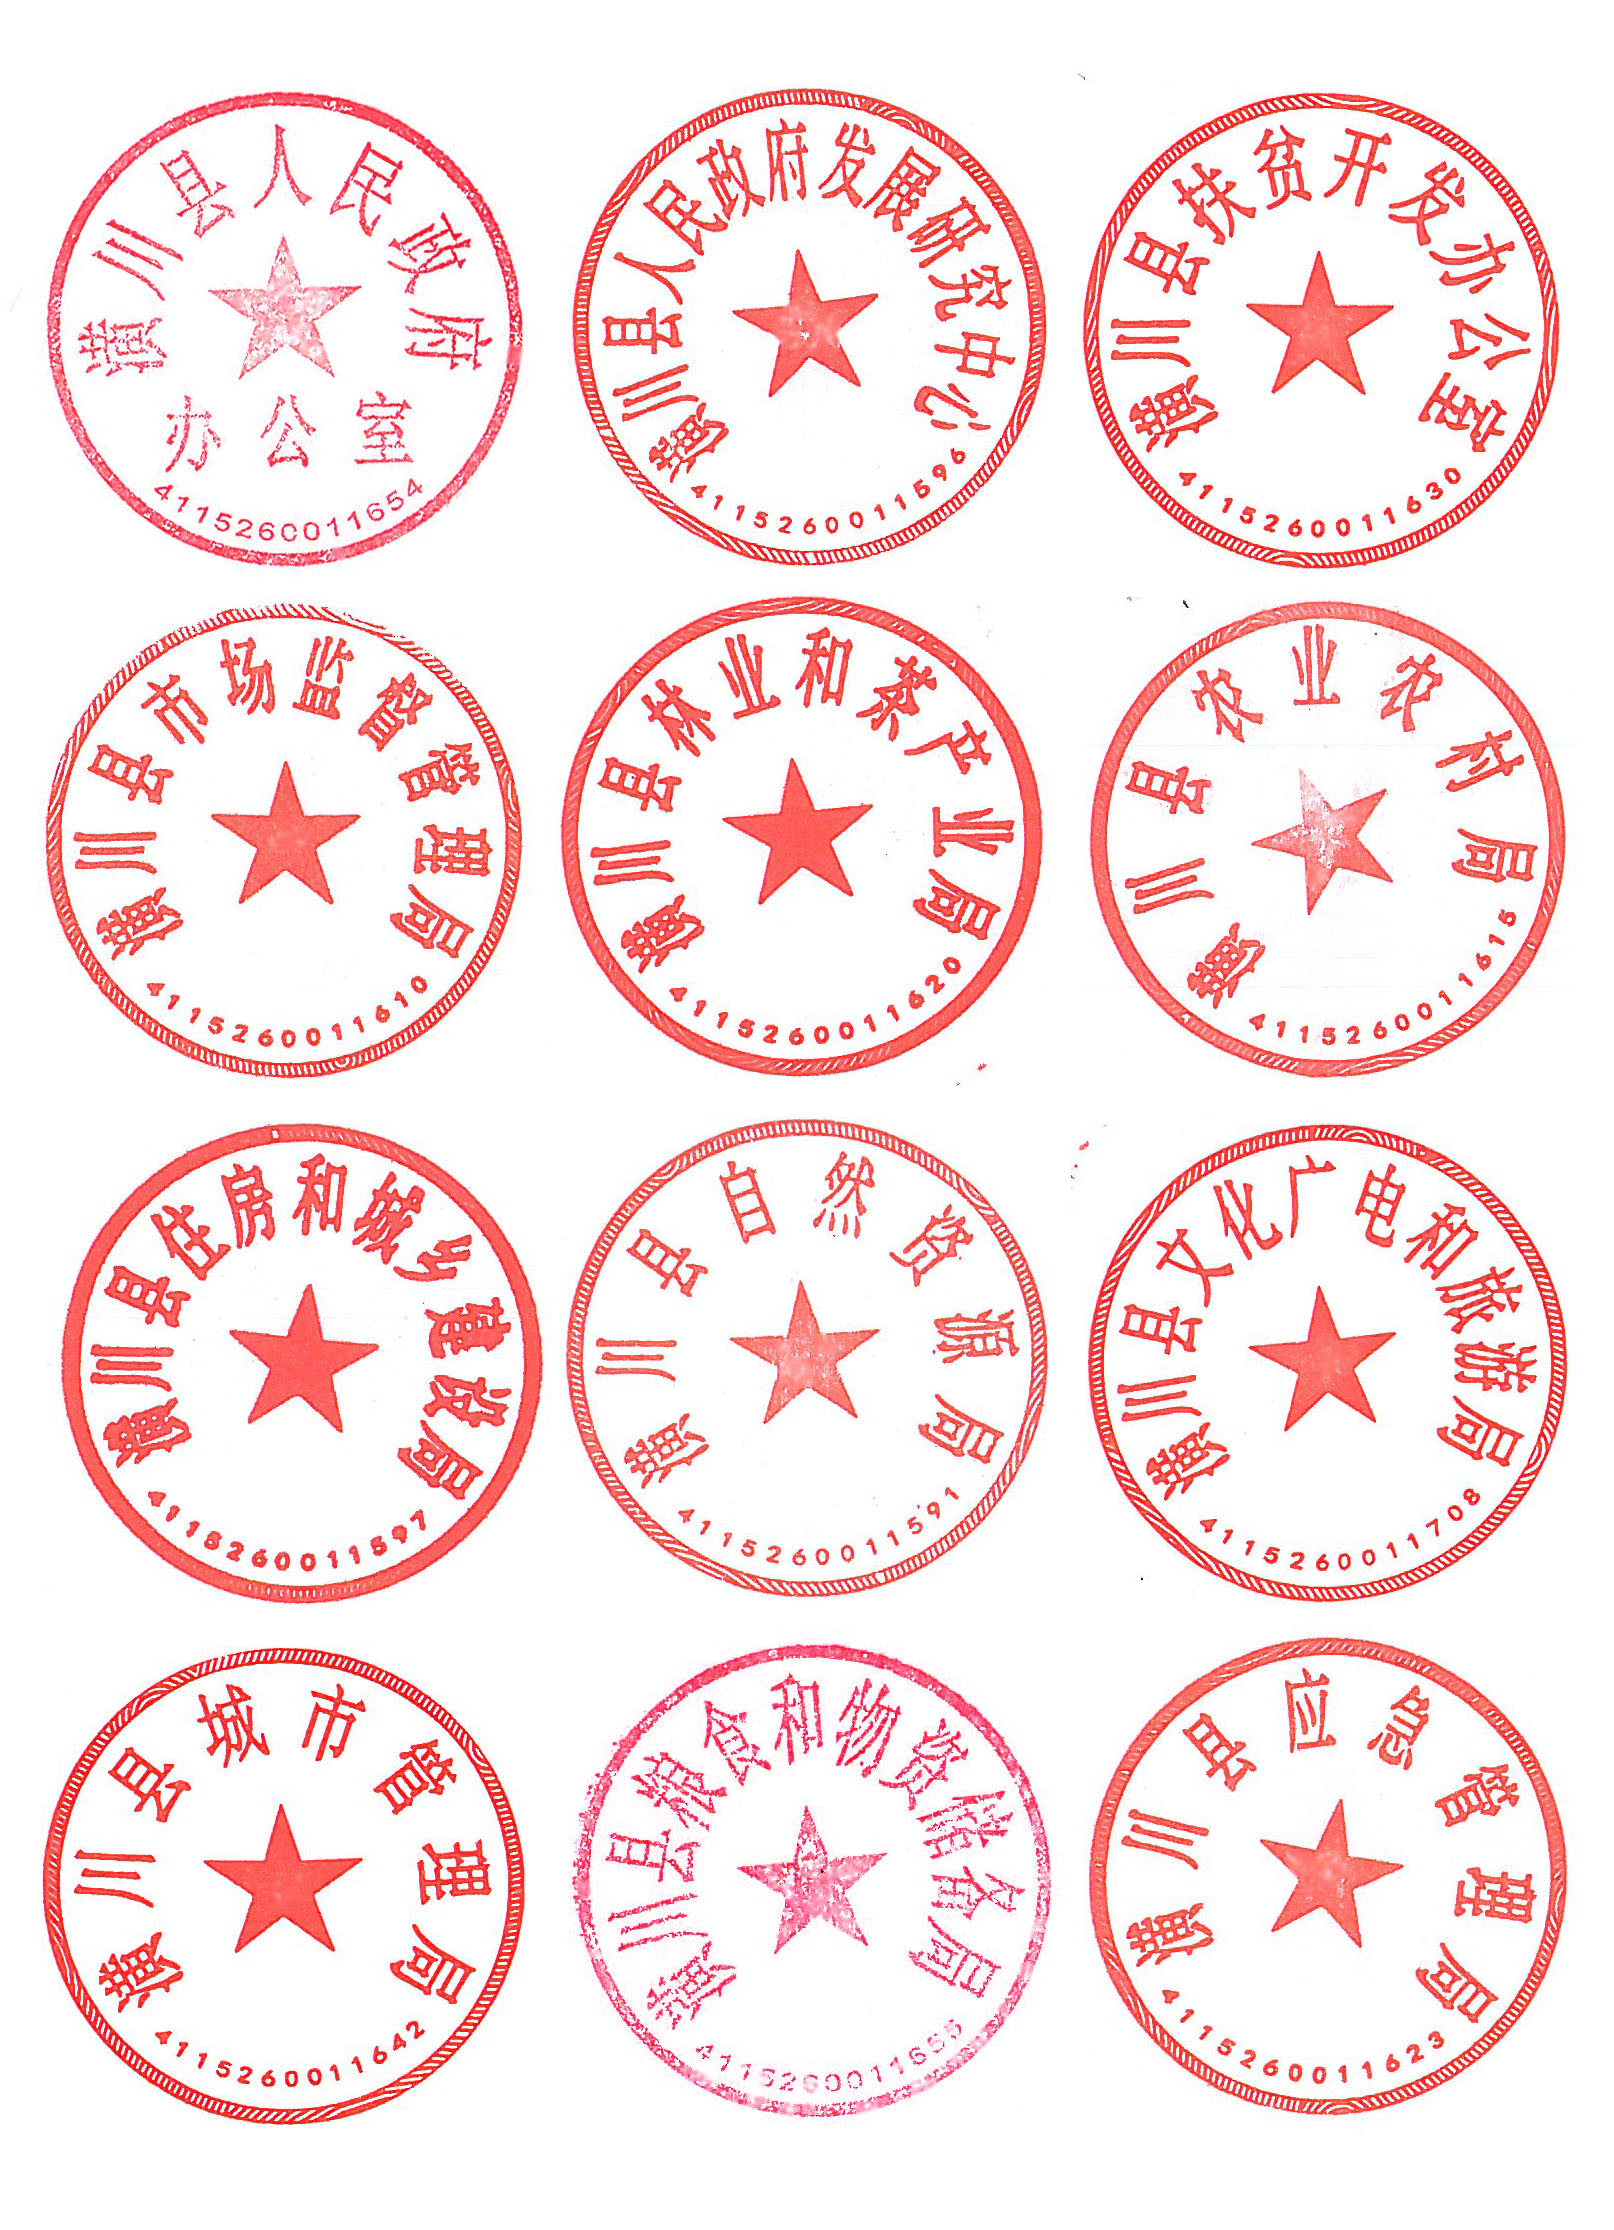 潢川县人民政府
办公室
4115260011654
潢川县人民政府发展研究中心
4115260011596
潢川县扶贫开发办公室
4115260011630
潢川县市场监督管理局
4115260011610
潢川县林业和茶产业局
4115260011620
潢川县农业农村局
4115260011615
潢川县住房和城乡建设局
4115260011597
潢川县自然资源局
4115260011591
潢川县文化广电和旅游局
4115260011708
潢川县城市管理局
4115260011642
潢川县粮食和物资储备局
4115260011655
潢川县应急管理局
4115260011623